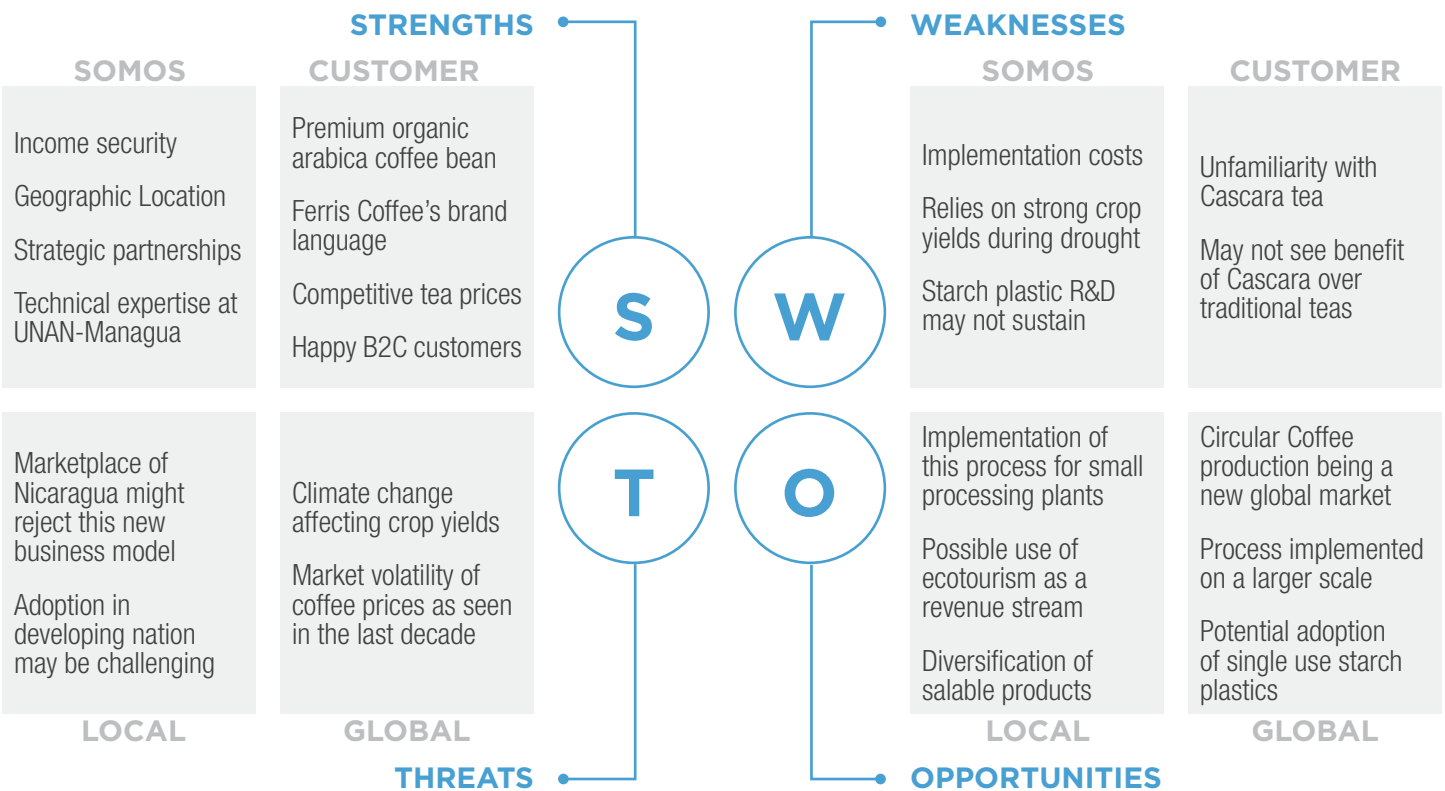 STRENGTHS
SOMOS
CUSTOMER
Income security
Geographic Location
Strategic partnerships
Technical expertise at
UNAN-Managua
Premium organic
arabica coffee bean
Ferris Coffee’s brand
language
Competitive tea prices
Happy B2C customers
S
WEAKNESSES
SOMOS
CUSTOMER
Implementation costs
Relies on strong crop
yields during drought
Starch plastic R&D
may not sustain
Unfamiliarity with
Cascara tea
May not see benefit
of Cascara over
traditional teas
W
Marketplace of
Nicaragua might
reject this new
business model
Adoption in
developing nation
may be challenging
Climate change
affecting crop yields
Market volatility of
coffee prices as seen
in the last decade
LOCAL
GLOBAL
THREATS
T
O
Implementation of
this process for small
processing plants
Possible use of
ecotourism as a
revenue stream
Diversification of
salable products
Circular Coffee
production being a
new global market
Process implemented
on a larger scale
Potential adoption
of single use starch
plastics
LOCAL
GLOBAL
OPPORTUNITIES